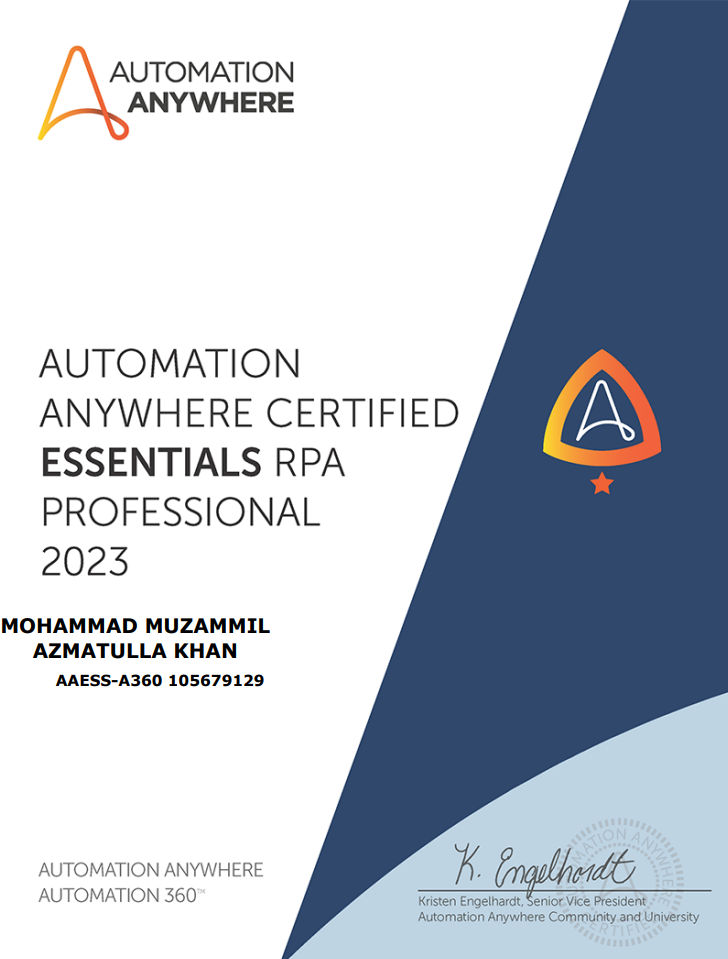 AUTOMATION
ANYWHERE
AUTOMATION
ANYWHERE CERTIFIED
ESSENTIALS RPA
PROFESSIONAL
2023
MOHAMMAD MUZAMMIL
AZMATULLA KHAN
AAESS-A360 105679129
AUTOMATION ANYWHERE
AUTOMATION 360™
K. Engelhardt
Kristen Engelhardt, Senior Vice President
Automation Anywhere Community and University
AUTOMATION ANYWHERE
CERTIFIED